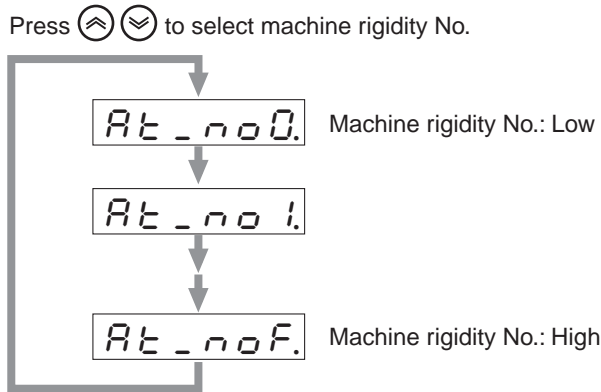 Press to select machine rigidity No.
At_no0. Machine rigidity No.: Low
At_no1.
At_noF. Machine rigidity No.: High